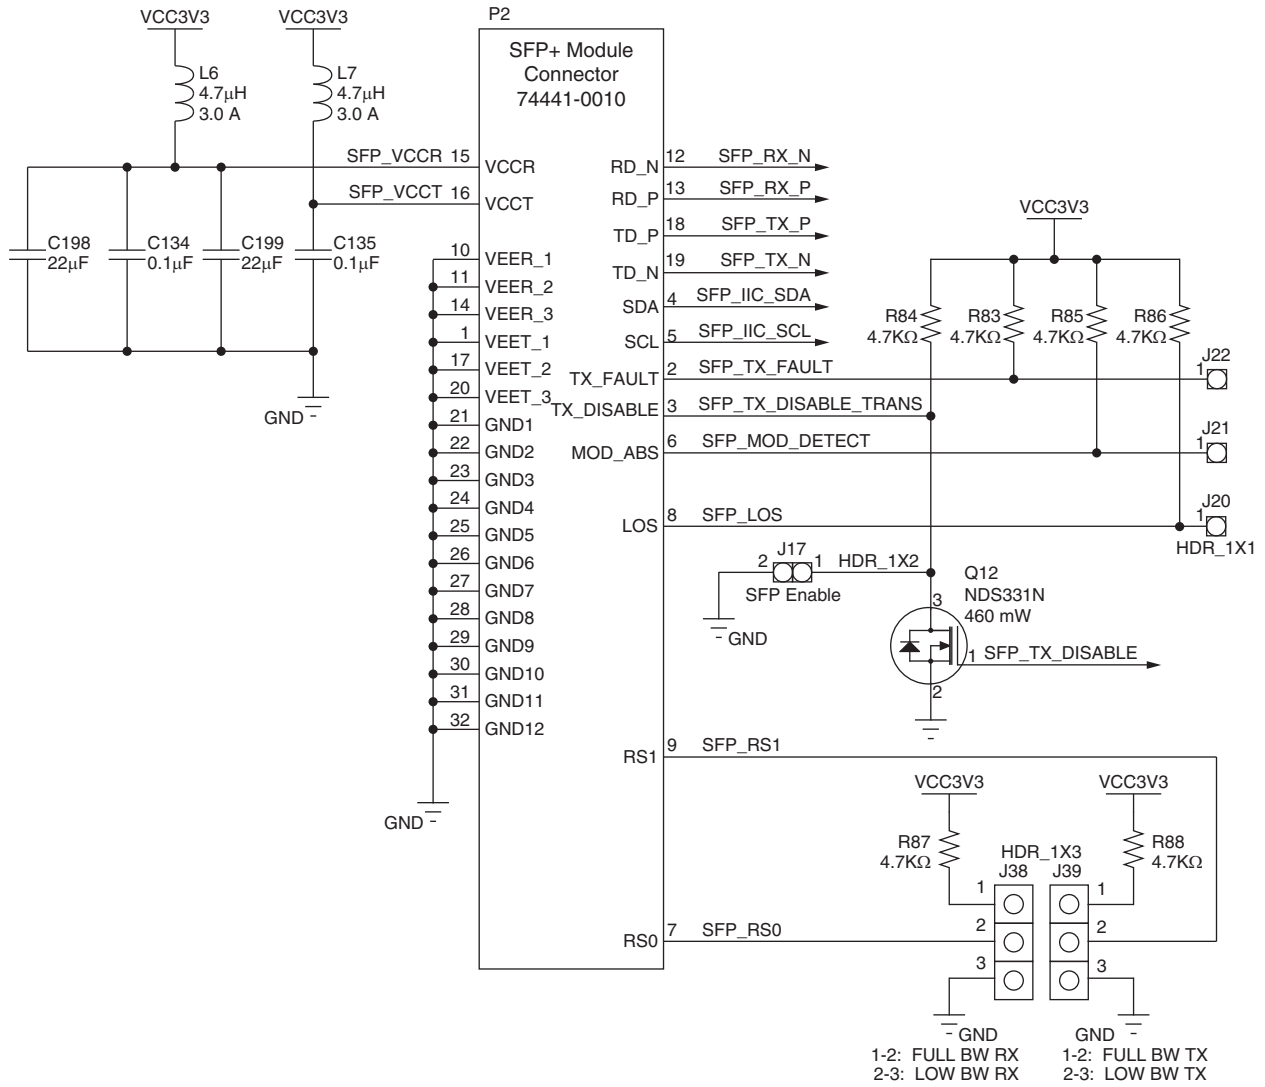 VCC3V3
VCC3V3
P2
SFP+ Module
Connector
74441-0010
L6
4.7μH
3.0 A
L7
4.7μH
3.0 A
SFP_VCCR 15 VCCR
SFP_VCCT 16 VCCT
C198
22μF
C134
0.1μF
C199
22μF
C135
0.1μF
GND
10 VEER_1
11 VEER_2
14 VEER_3
1 VEET_1
17 VEET_2
20 VEET_3
21 GND1
22 GND2
23 GND3
24 GND4
25 GND5
26 GND6
27 GND7
28 GND8
29 GND9
30 GND10
31 GND11
32 GND12
GND
RD_N 12 SFP_RX_N
RD_P 13 SFP_RX_P
TD_P 18 SFP_TX_P
TD_N 19 SFP_TX_N
SDA 4 SFP_IIC_SDA
SCL 5 SFP_IIC_SCL
TX_FAULT 2 SFP_TX_FAULT
TX_DISABLE 3 SFP_TX_DISABLE_TRANS
MOD_ABS 6 SFP_MOD_DETECT
LOS 8 SFP_LOS
VCC3V3
R84
4.7KΩ
R83
4.7KΩ
R85
4.7KΩ
R86
4.7KΩ
J22
1
J21
1
J20
1
HDR_1X1
J17
2 1 HDR_1X2
SFP Enable
GND
Q12
NDS331N
460 mW
3
1 SFP_TX_DISABLE
2
RS1 9 SFP_RS1
VCC3V3
VCC3V3
R87
4.7KΩ
R88
4.7KΩ
HDR_1X3
J38 J39
1 1
2 2
3 3
RS0 7 SFP_RS0
GND
GND
1-2: FULL BW RX
2-3: LOW BW RX
1-2: FULL BW TX
2-3: LOW BW TX